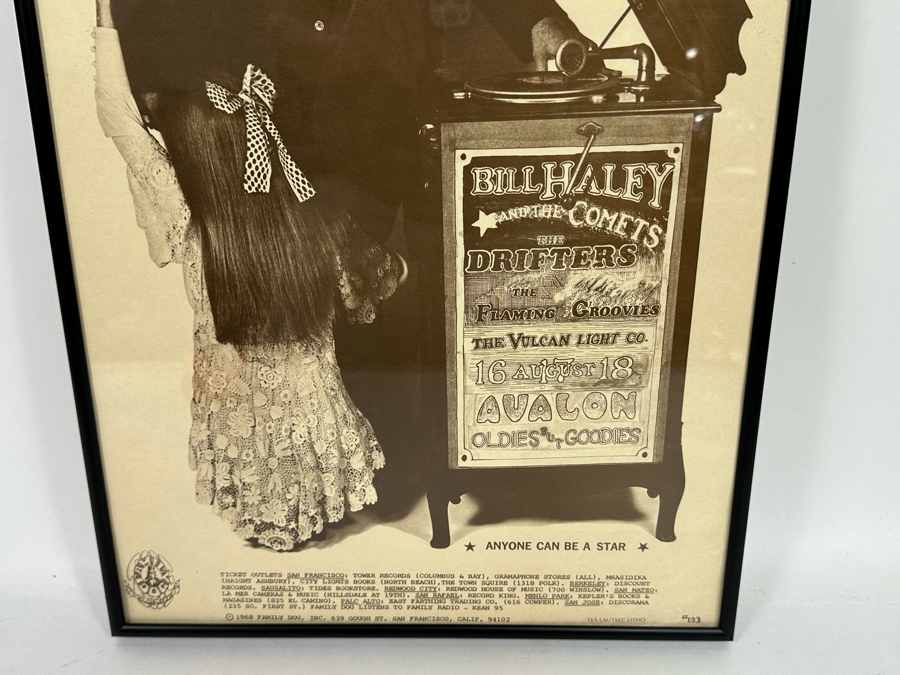 BILL HALEY
AND THE COMETS
THE
DRIFTERS
THE
FLAMING GROOVIES
THE VULCAN LIGHT CO.
16 AUGUST 18
17
AVALON
OLDIES BUT GOODIES
★ ANYONE CAN BE A STAR ★
TICKET OUTLETS SAN FRANCISCO: TOWER RECORDS (COLUMBUS & BAY), GRAMAPHONE STORES (ALL), MNASIDIKA
(HAIGHT ASHBURY), CITY LIGHTS BOOKS (NORTH BEACH), THE TOWN SQUIRE (1318 POLK). BERKELEY: DISCOUNT
RECORDS. SAUSALITO: TIDES BOOKSTORE. REDWOOD CITY: REDWOOD HOUSE OF MUSIC (700 WINSLOW). SAN MATEO:
LA MER CAMERAS & MUSIC (HILLSDALE AT 19TH). SAN RAFAEL: RECORD KING. MENLO PARK: KEPLER'S BOOKS &
MAGAZINES (825 EL CAMINO). PALO ALTO: EAST FARTHING TRADING CO. (616 COWPER). SAN JOSE: DISCORAMA
(235 SO. FIRST ST.) FAMILY DOG LISTENS TO FAMILY RADIO - KSAN 95
© 1968 FAMILY DOG, INC. 639 GOUGH ST. SAN FRANCISCO, CALIF. 94102
TEA LAUTREC LITHO
133